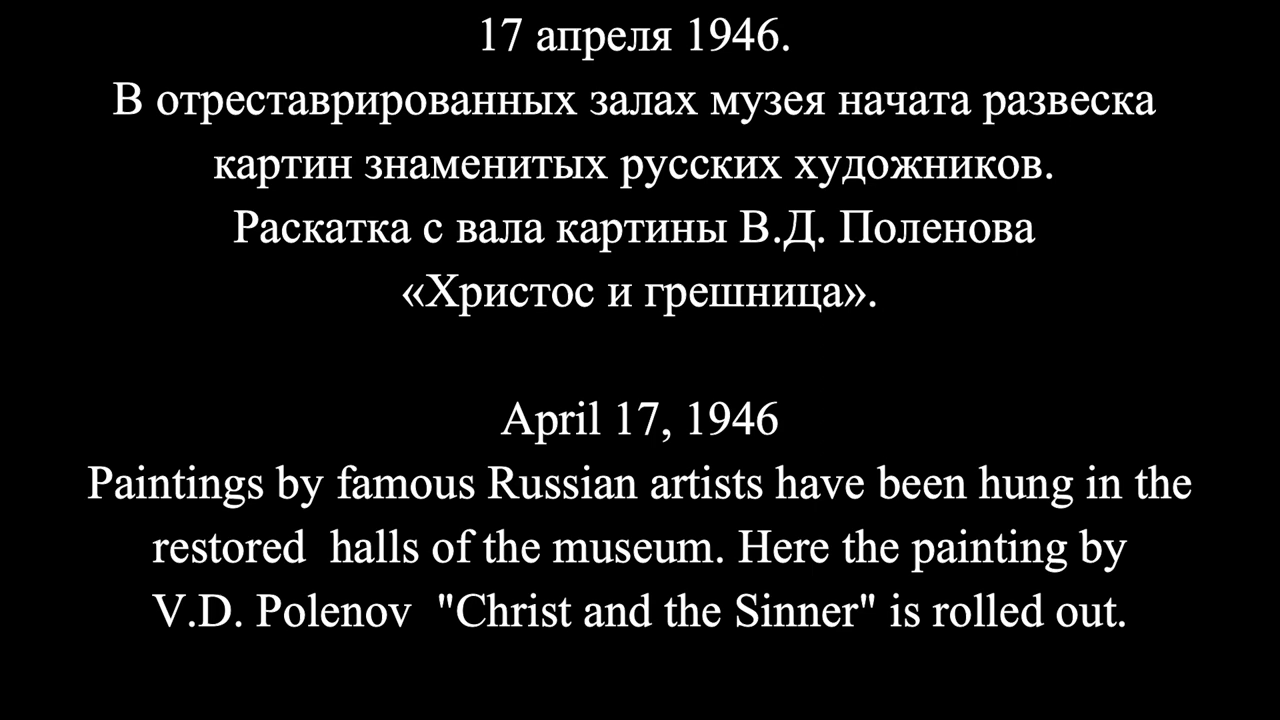 17 апреля 1946.
В отреставрированных залах музея начата развеска
картин знаменитых русских художников.
Раскатка с вала картины В.Д. Поленова
«Христос и грешница».
April 17, 1946
Paintings by famous Russian artists have been hung in the
restored  halls of the museum. Here the painting by
V.D. Polenov  "Christ and the Sinner" is rolled out.